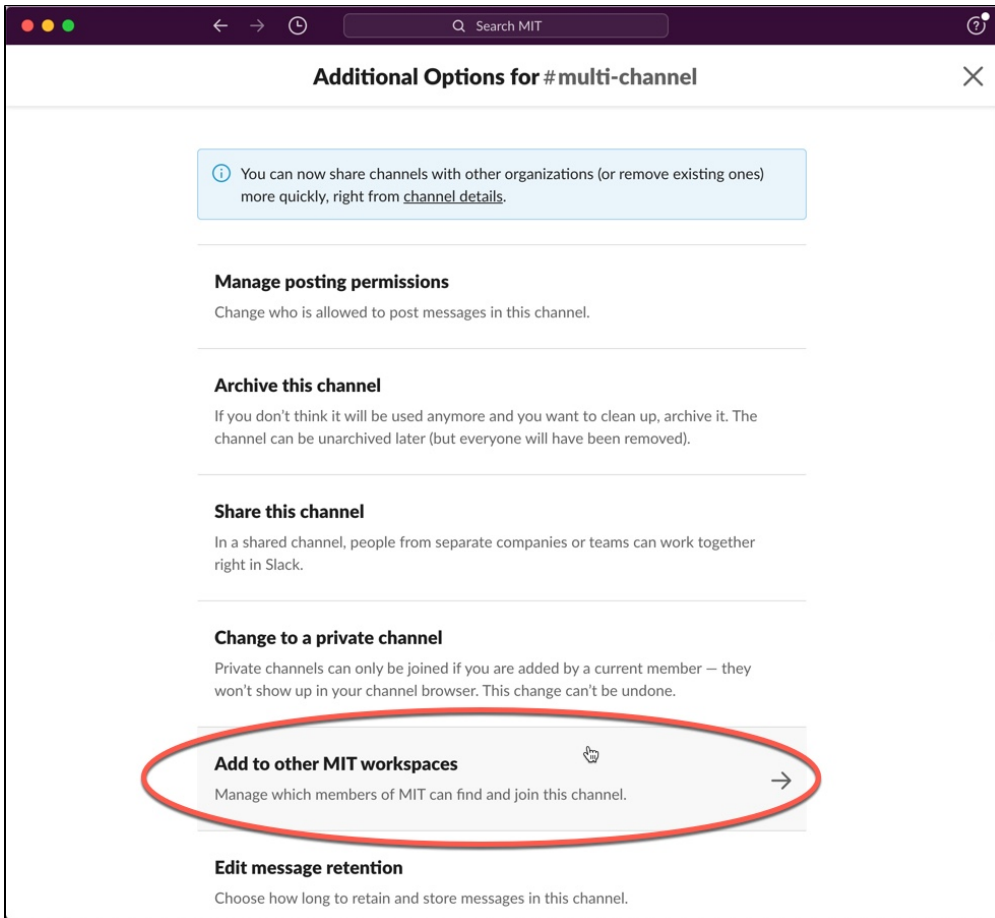 Search MIT
Additional Options for #multi-channel
You can now share channels with other organizations (or remove existing ones)
more quickly, right from channel details.
Manage posting permissions
Change who is allowed to post messages in this channel.
Archive this channel
If you don’t think it will be used anymore and you want to clean up, archive it. The
channel can be unarchived later (but everyone will have been removed).
Share this channel
In a shared channel, people from separate companies or teams can work together
right in Slack.
Change to a private channel
Private channels can only be joined if you are added by a current member — they
won’t show up in your channel browser. This change can’t be undone.
Add to other MIT workspaces
Manage which members of MIT can find and join this channel.
Edit message retention
Choose how long to retain and store messages in this channel.